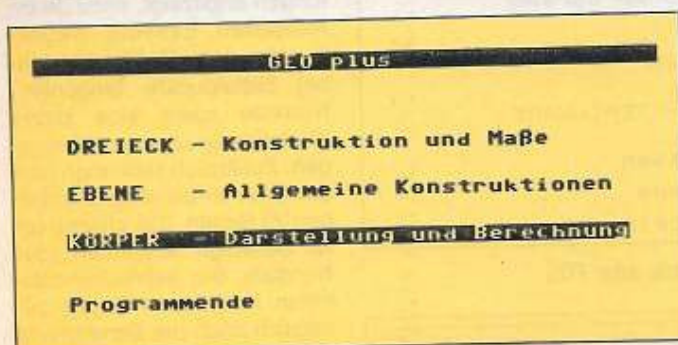 GEO plus
DREIECK - Konstruktion und Maße
EBENE - Allgemeine Konstruktionen
KÖRPER - Darstellung und Berechnung
Programmende